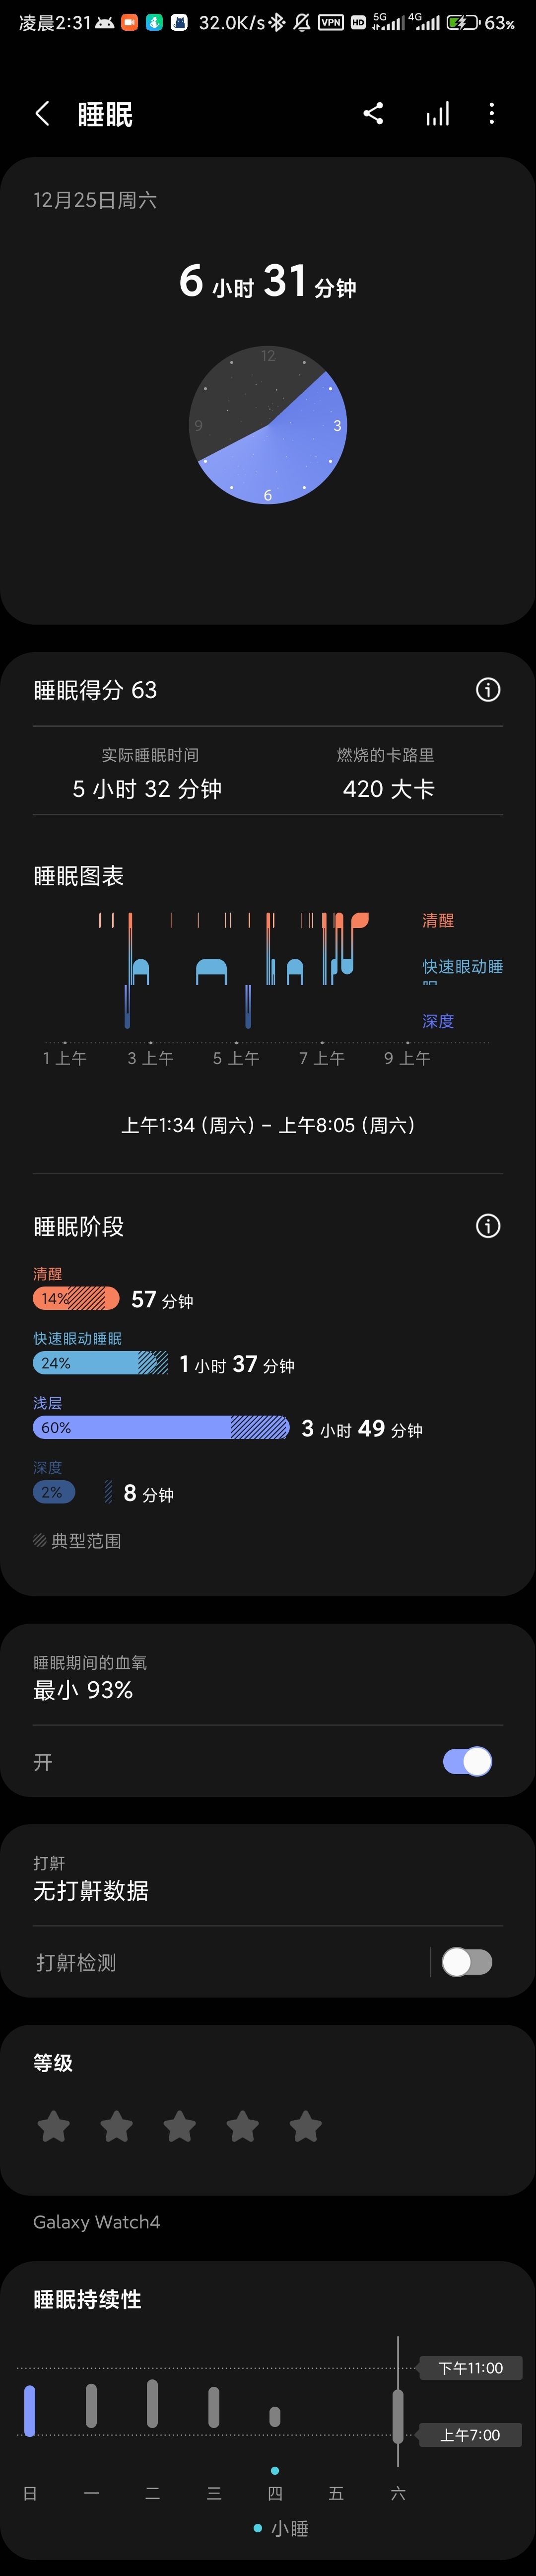 凌晨2:31 32.0K/s VPN HD 5G 4G 63%
睡眠
12月25日周六
6 小时 31 分钟
12
9 3
6
睡眠得分 63
实际睡眠时间 燃烧的卡路里
5 小时 32 分钟 420 大卡
睡眠图表
清醒
快速眼动睡
深度
1 上午 3 上午 5 上午 7 上午 9 上午
上午1:34 (周六) – 上午8:05 (周六)
睡眠阶段
清醒
14% 57 分钟
快速眼动睡眠
24% 1 小时 37 分钟
浅层
60% 3 小时 49 分钟
深度
2% 8 分钟
典型范围
睡眠期间的血氧
最小 93%
开
打鼾
无打鼾数据
打鼾检测
等级
Galaxy Watch4
睡眠持续性
下午11:00
上午7:00
日 一 二 三 四 五 六
小睡